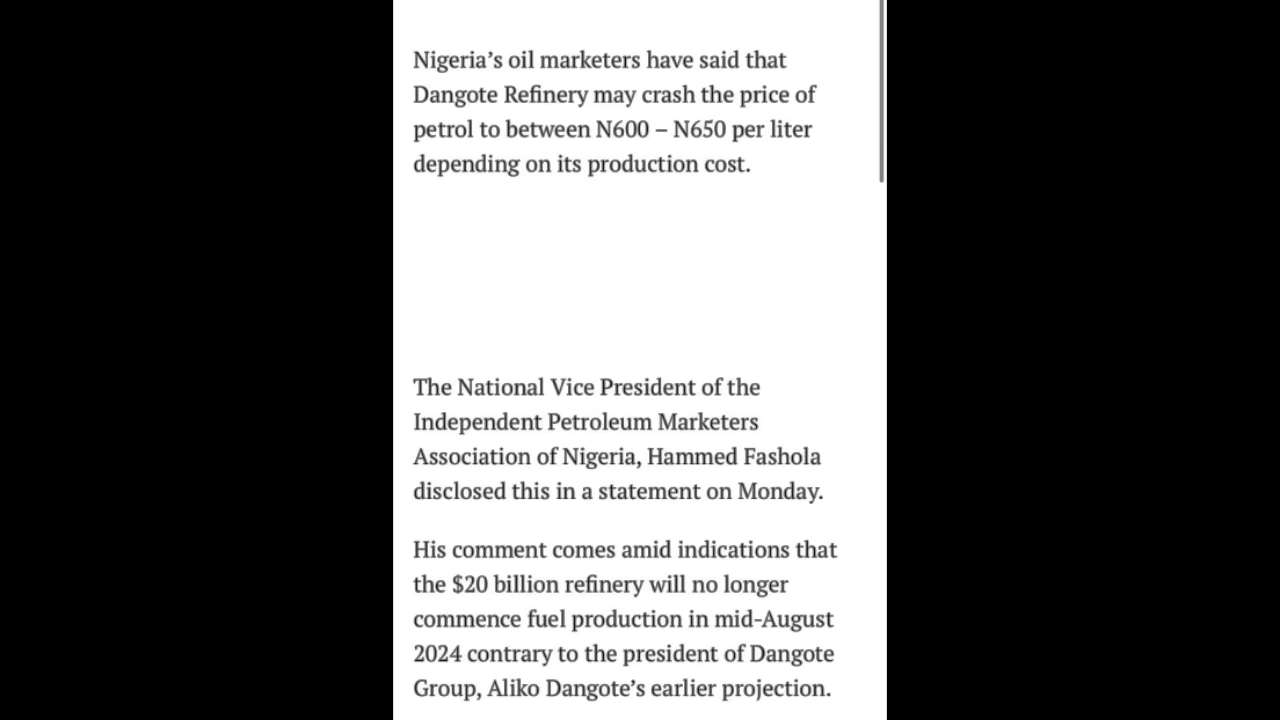 Nigeria’s oil marketers have said that
Dangote Refinery may crash the price of
petrol to between N600 – N650 per liter
depending on its production cost.
The National Vice President of the
Independent Petroleum Marketers
Association of Nigeria, Hammed Fashola
disclosed this in a statement on Monday.
His comment comes amid indications that
the $20 billion refinery will no longer
commence fuel production in mid-August
2024 contrary to the president of Dangote
Group, Aliko Dangote’s earlier projection.